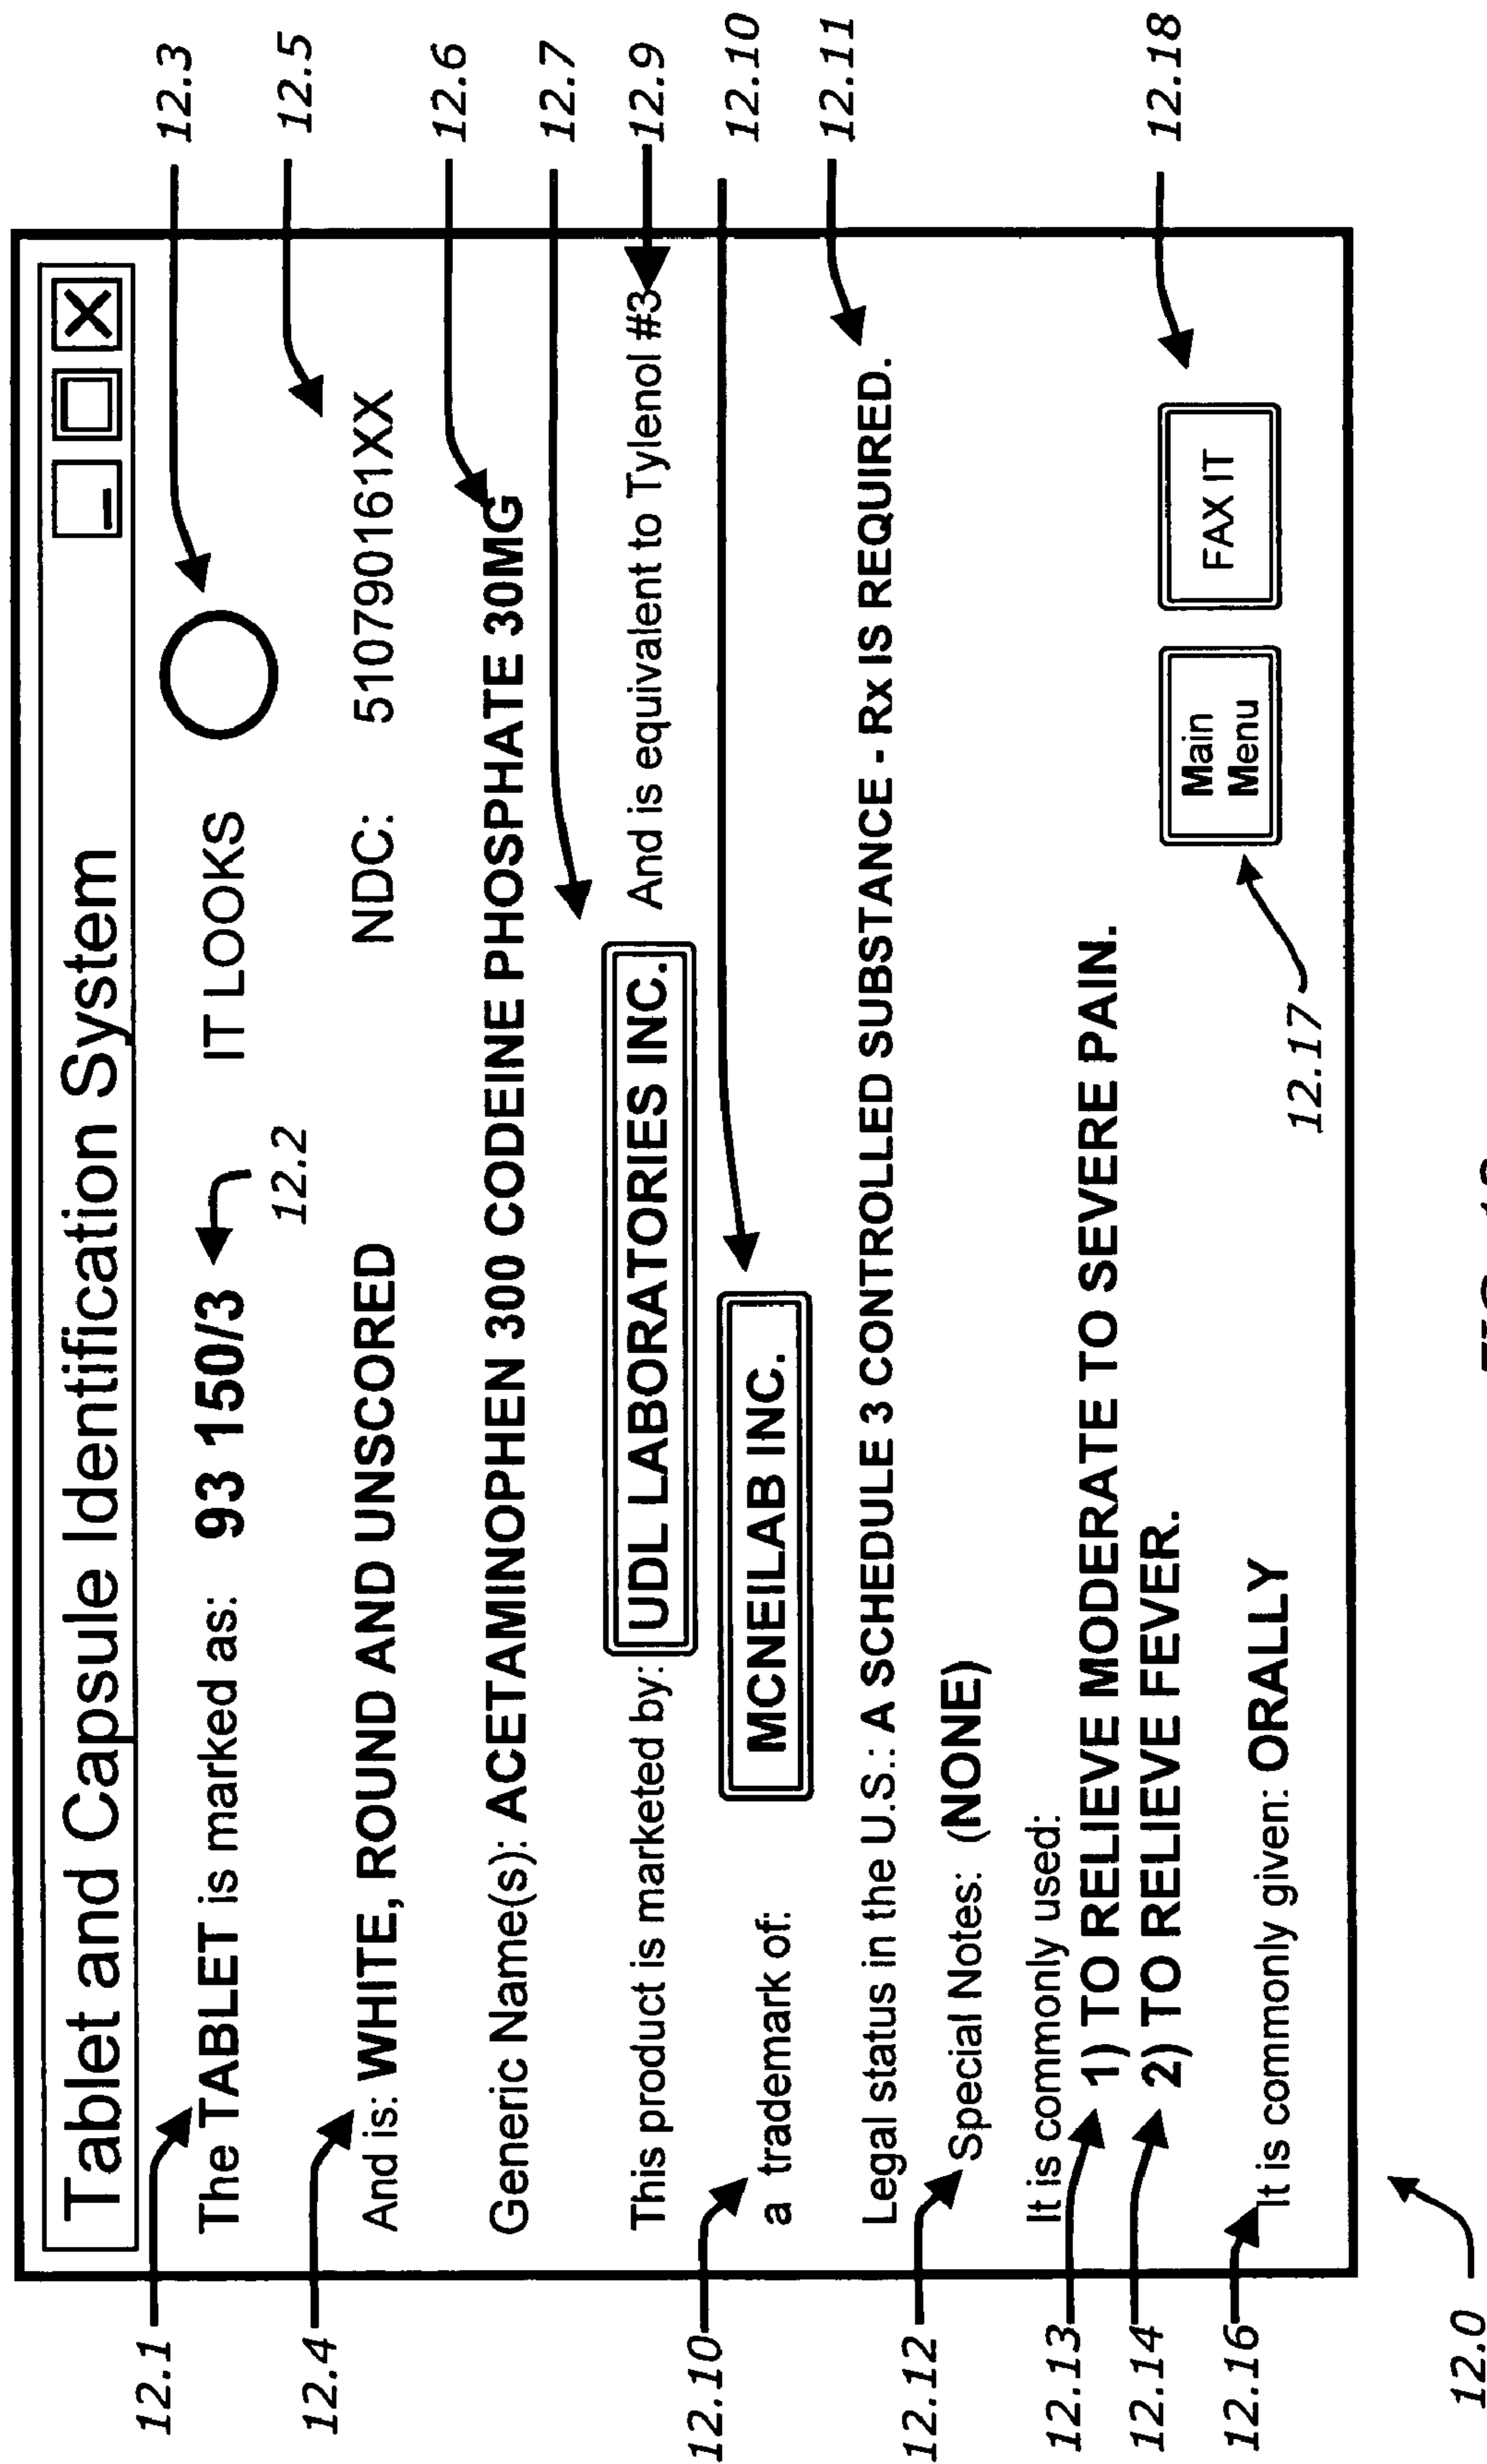 Tablet and Capsule Identification System
12.3
12.1
The TABLET is marked as: 93 150/3 IT LOOKS
12.2
12.5
12.4
And is: WHITE, ROUND AND UNSCORED NDC: 510790161XX
12.6
Generic Name(s): ACETAMINOPHEN 300 CODEINE PHOSPHATE 30MG
12.7
This product is marketed by: UDL LABORATORIES INC. And is equivalent to Tylenol #3 12.9
12.10
12.10
a trademark of: MCNEILAB INC.
12.11
Legal status in the U.S.: A SCHEDULE 3 CONTROLLED SUBSTANCE - Rx IS REQUIRED.
12.12
Special Notes: (NONE)
It is commonly used:
12.13
1) TO RELIEVE MODERATE TO SEVERE PAIN.
12.14
2) TO RELIEVE FEVER.
12.18
Main
Menu
FAX IT
12.16
It is commonly given: ORALLY
12.17
12.0